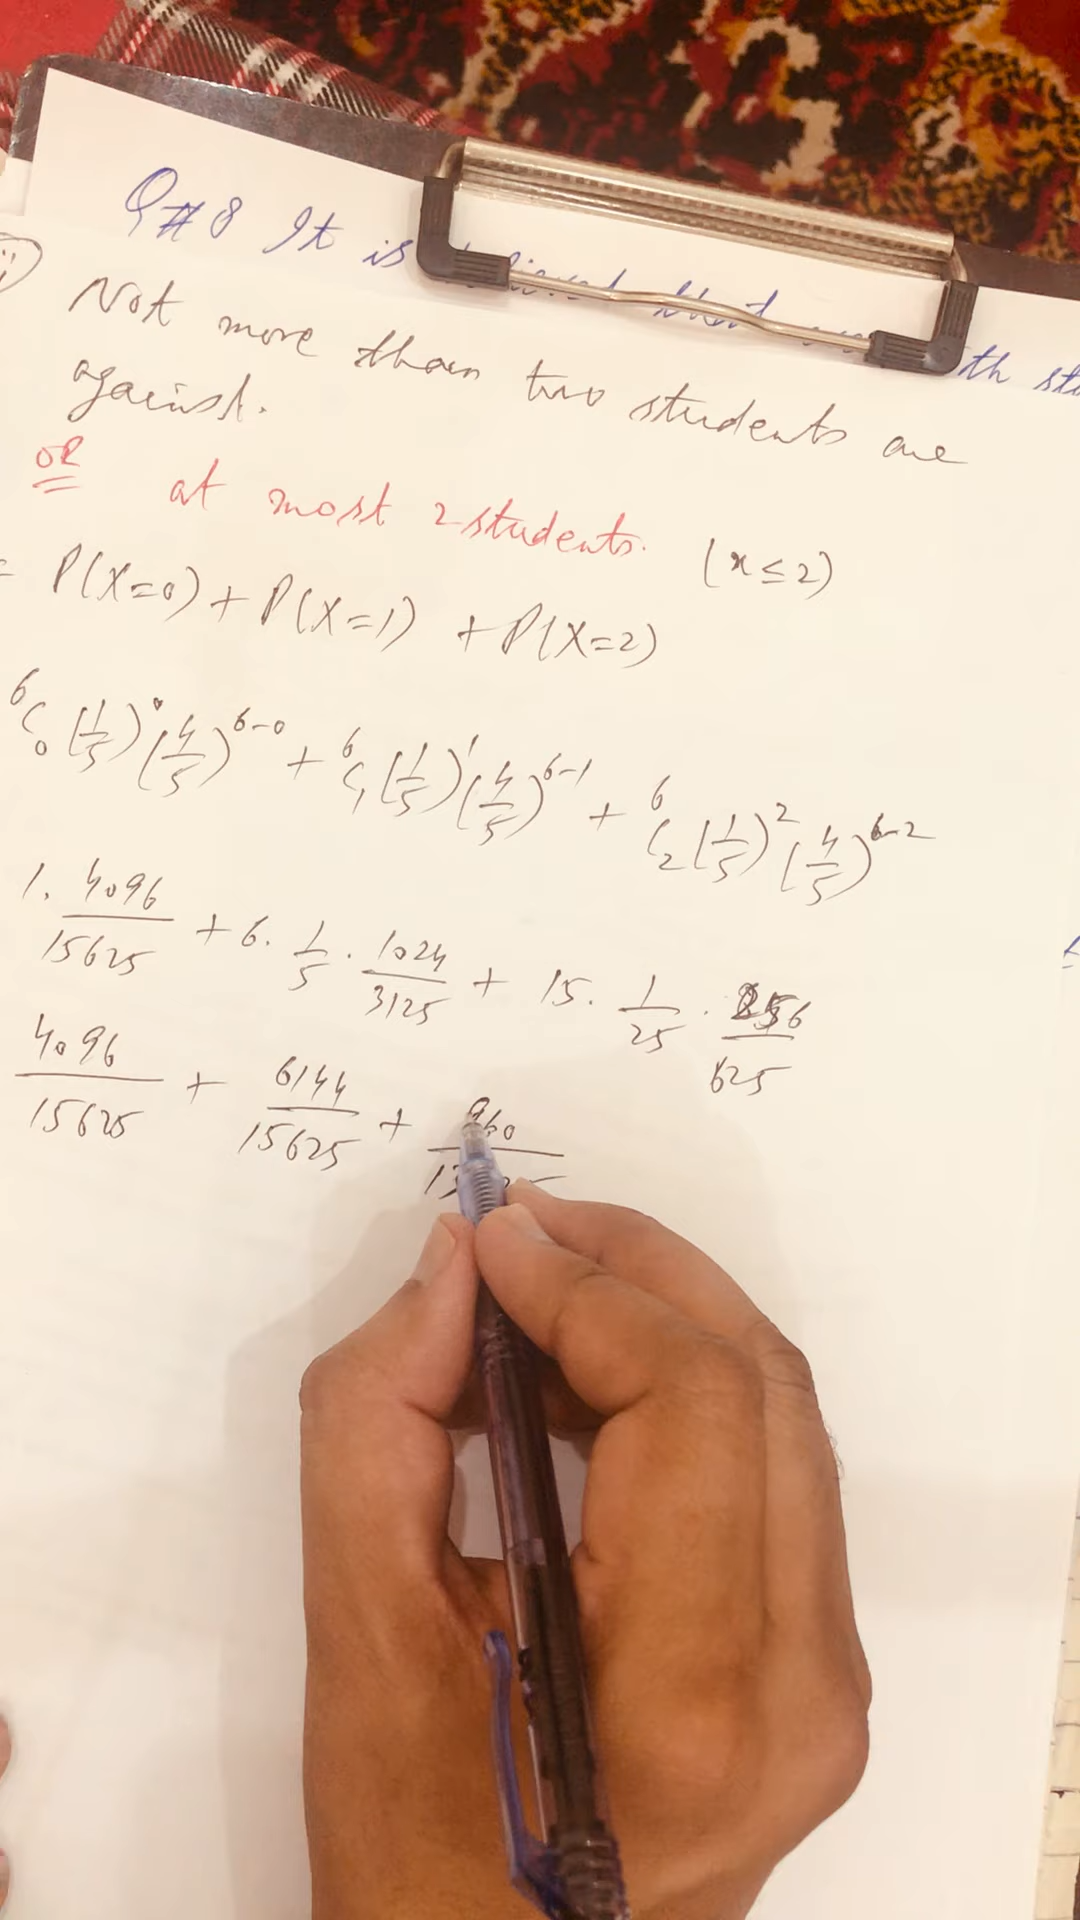 Q#8 It is that th
Not more than two students are
against.
OR at most 2 students. (x≤2)
= P(X=0) + P(X=1) + P(X=2)
⁶C₀ (1/5)⁰ (4/5)⁶⁻⁰ + ⁶C₁ (1/5)¹ (4/5)⁶⁻¹ + ⁶C₂ (1/5)² (4/5)⁶⁻²
1. 4096/15625 + 6. 1/5 . 1024/3125 + 15. 1/25 . 256/625
4096/15625 + 6144/15625 + 960/